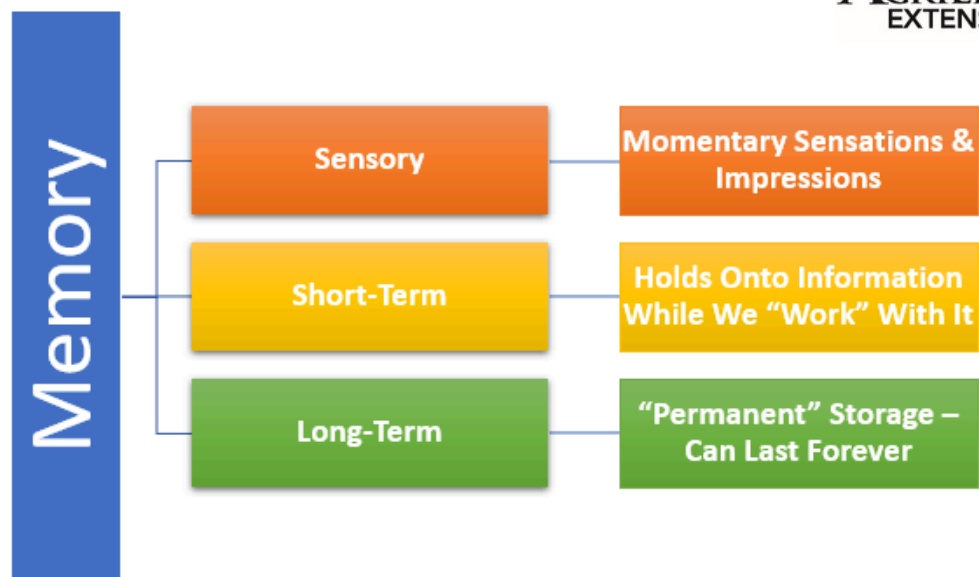 EXTENS
Memory
Sensory
Momentary Sensations &
Impressions
Short-Term
Holds Onto Information
While We “Work” With It
Long-Term
“Permanent” Storage –
Can Last Forever